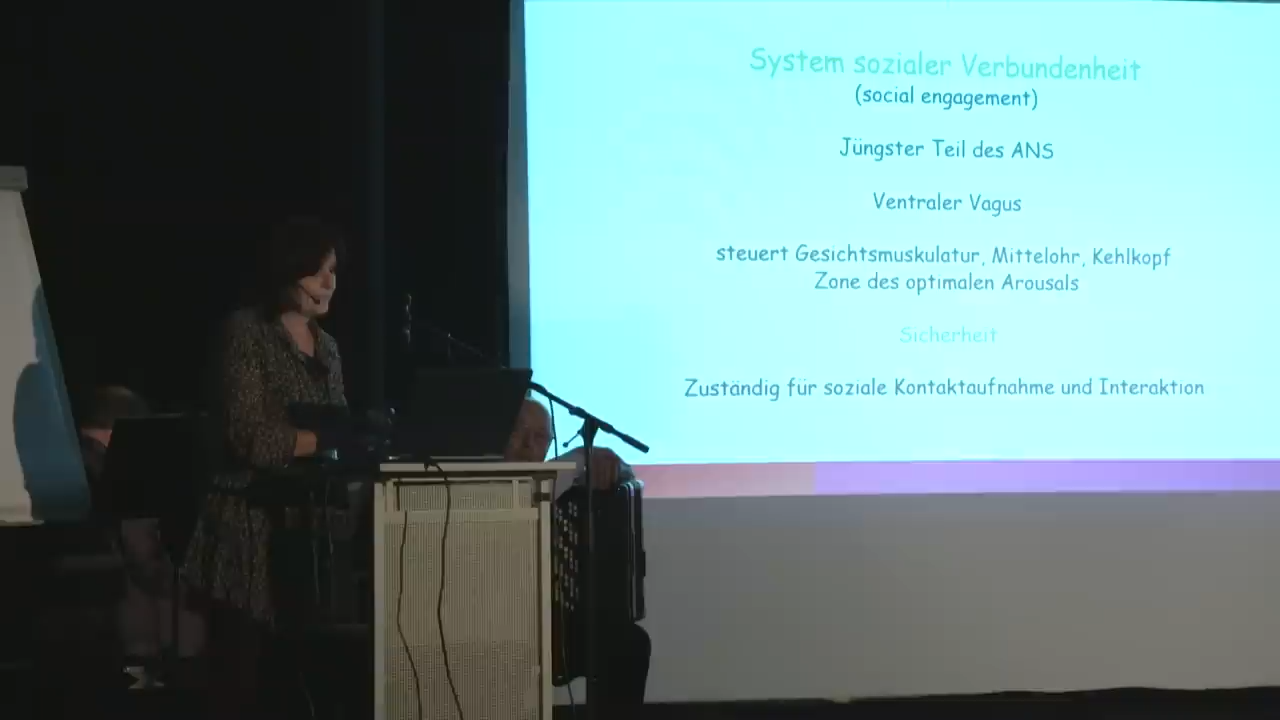 System sozialer Verbundenheit
(social engagement)
Jüngster Teil des ANS
Ventraler Vagus
steuert Gesichtsmuskulatur, Mittelohr, Kehlkopf
Zone des optimalen Arousals
Sicherheit
Zuständig für soziale Kontaktaufnahme und Interaktion